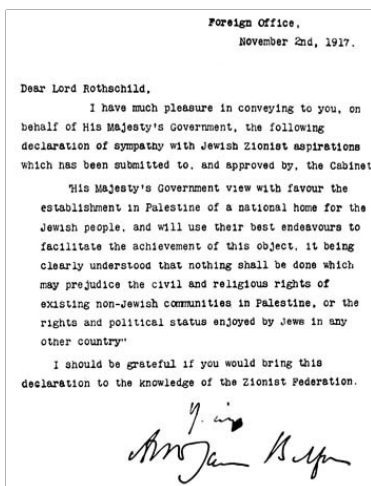 Foreign Office,
November 2nd, 1917.
Dear Lord Rothschild,
I have much pleasure in conveying to you, on
behalf of His Majesty's Government, the following
declaration of sympathy with Jewish Zionist aspirations
which has been submitted to, and approved by, the Cabinet
"His Majesty's Government view with favour the
establishment in Palestine of a national home for the
Jewish people, and will use their best endeavours to
facilitate the achievement of this object, it being
clearly understood that nothing shall be done which
may prejudice the civil and religious rights of
existing non-Jewish communities in Palestine, or the
rights and political status enjoyed by Jews in any
other country"
I should be grateful if you would bring this
declaration to the knowledge of the Zionist Federation.